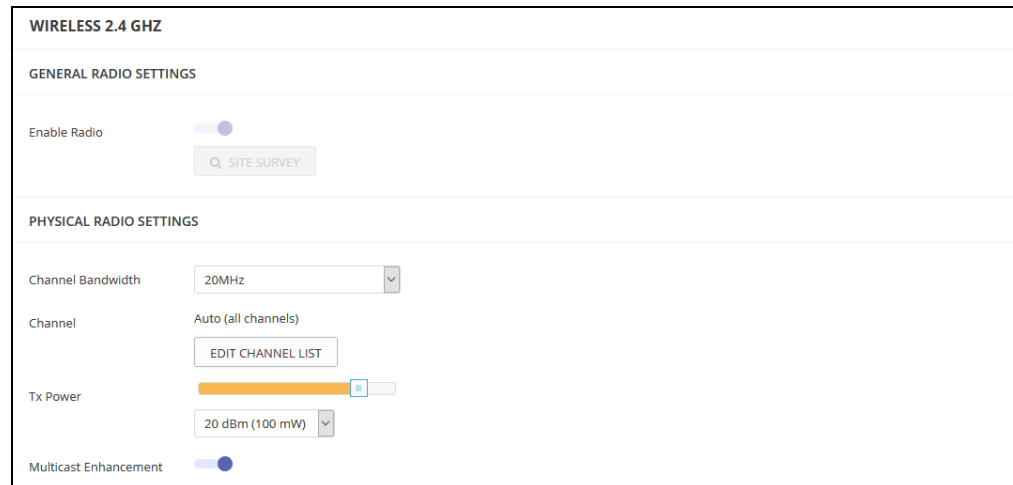 WIRELESS 2.4 GHZ
GENERAL RADIO SETTINGS
Enable Radio
SITE SURVEY
PHYSICAL RADIO SETTINGS
Channel Bandwidth
20MHz
Channel
Auto (all channels)
EDIT CHANNEL LIST
Tx Power
20 dBm (100 mW)
Multicast Enhancement